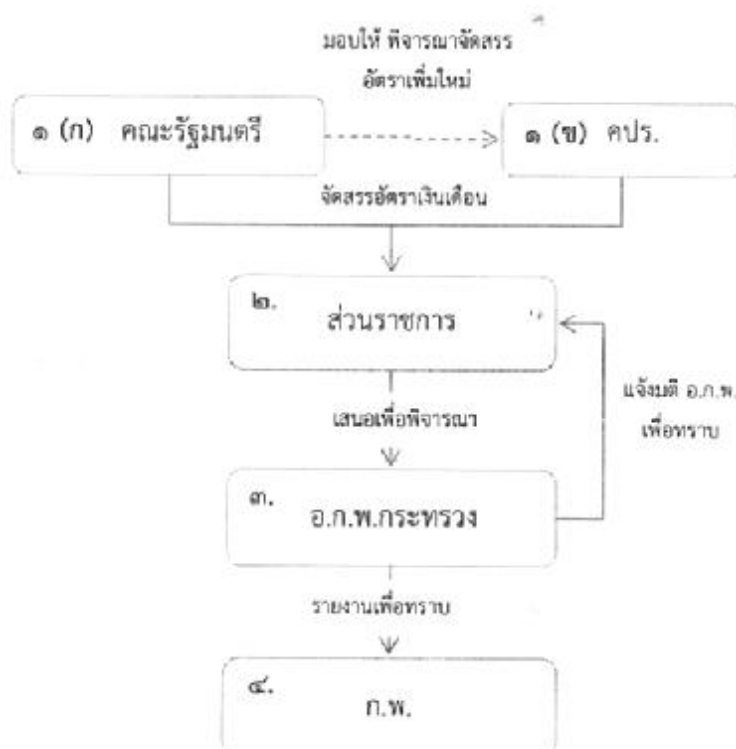 มอบให้ พิจารณาจัดสรร
อัตราเพิ่มใหม่
๑ (ก) คณะรัฐมนตรี
๑ (ข) คปร.
จัดสรรอัตราเงินเดือน
๒.
ส่วนราชการ
แจ้งมติ อ.ก.พ.
เพื่อทราบ
เสนอเพื่อพิจารณา
๓.
อ.ก.พ.กระทรวง
รายงานเพื่อทราบ
๔.
ก.พ.